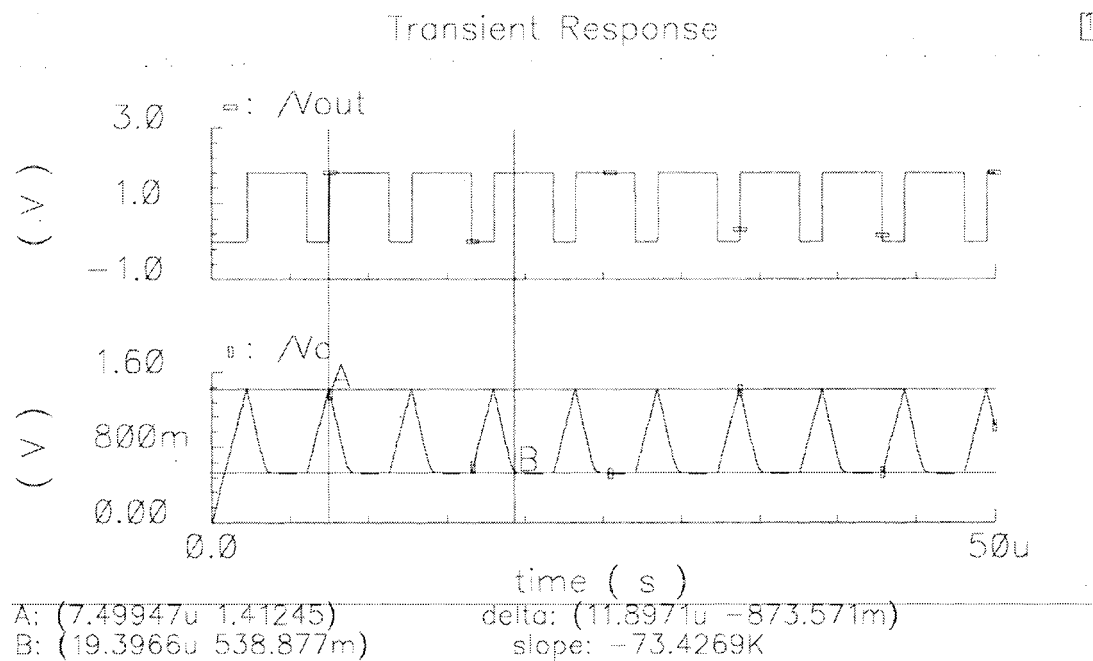 Transient Response
⊏: /Vout
3.0
1.0
-1.0
(V)
▯: /Vc
1.60
800m
0.00
(V)
A
B
0.0 50u
time ( s )
A: (7.49947u 1.41245) delta: (11.8971u -873.571m)
B: (19.3966u 538.877m) slope: -73.4269K